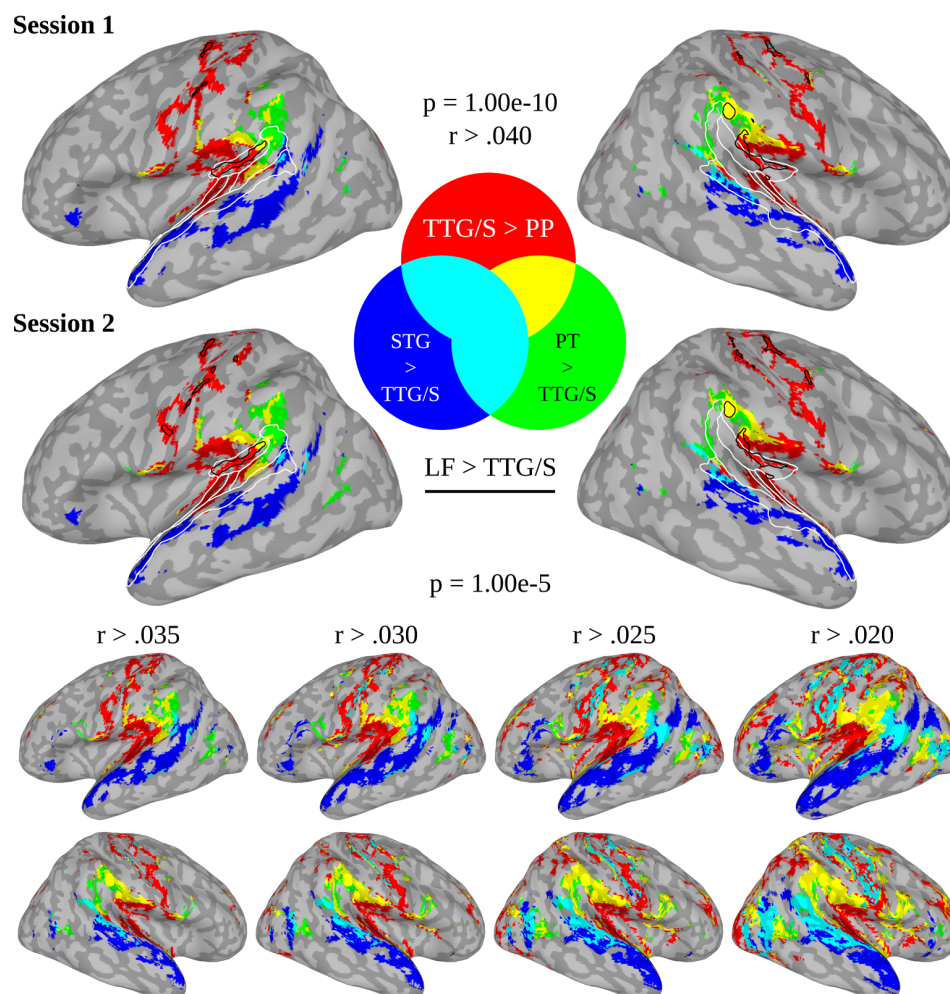 Session 1
p = 1.00e-10
r > .040
TTG/S > PP
Session 2
STG
>
TTG/S
PT
>
TTG/S
LF > TTG/S
p = 1.00e-5
r > .035
r > .030
r > .025
r > .020